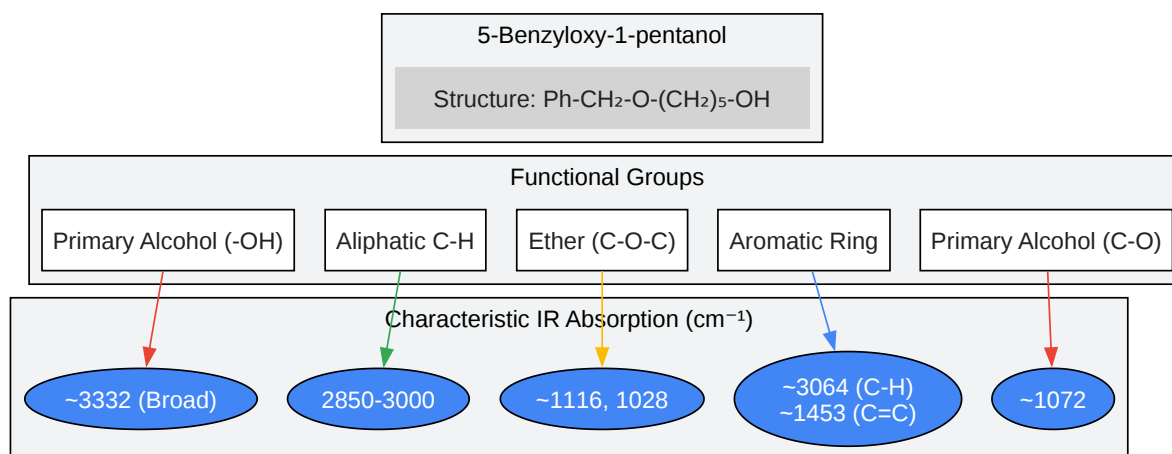 5-Benzyloxy-1-pentanol
Structure: Ph-CH₂-O-(CH₂)₅-OH
Functional Groups
Primary Alcohol (-OH)
Aliphatic C-H
Ether (C-O-C)
Aromatic Ring
Primary Alcohol (C-O)
Characteristic IR Absorption (cm⁻¹)
~3332 (Broad)
2850-3000
~1116, 1028
~3064 (C-H)
~1453 (C=C)
~1072